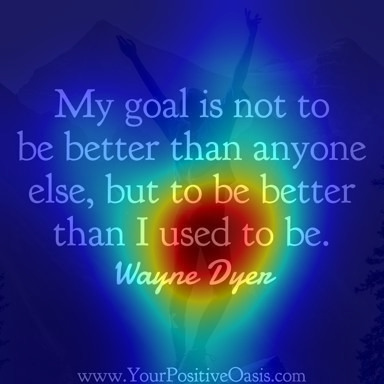 My goal is not to
be better than anyone
else, but to be better
than I used to be.
Wayne Dyer
www.YourPositiveOasis.com